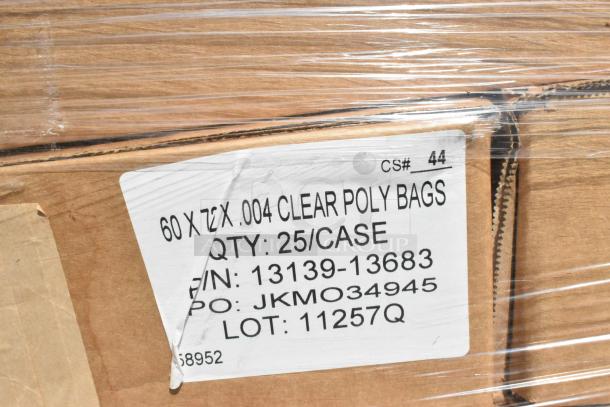 CS# 44
60 X 72 X .004 CLEAR POLY BAGS
QTY: 25/CASE
P/N: 13139-13683
PO: JKMO34945
LOT: 11257Q
58952